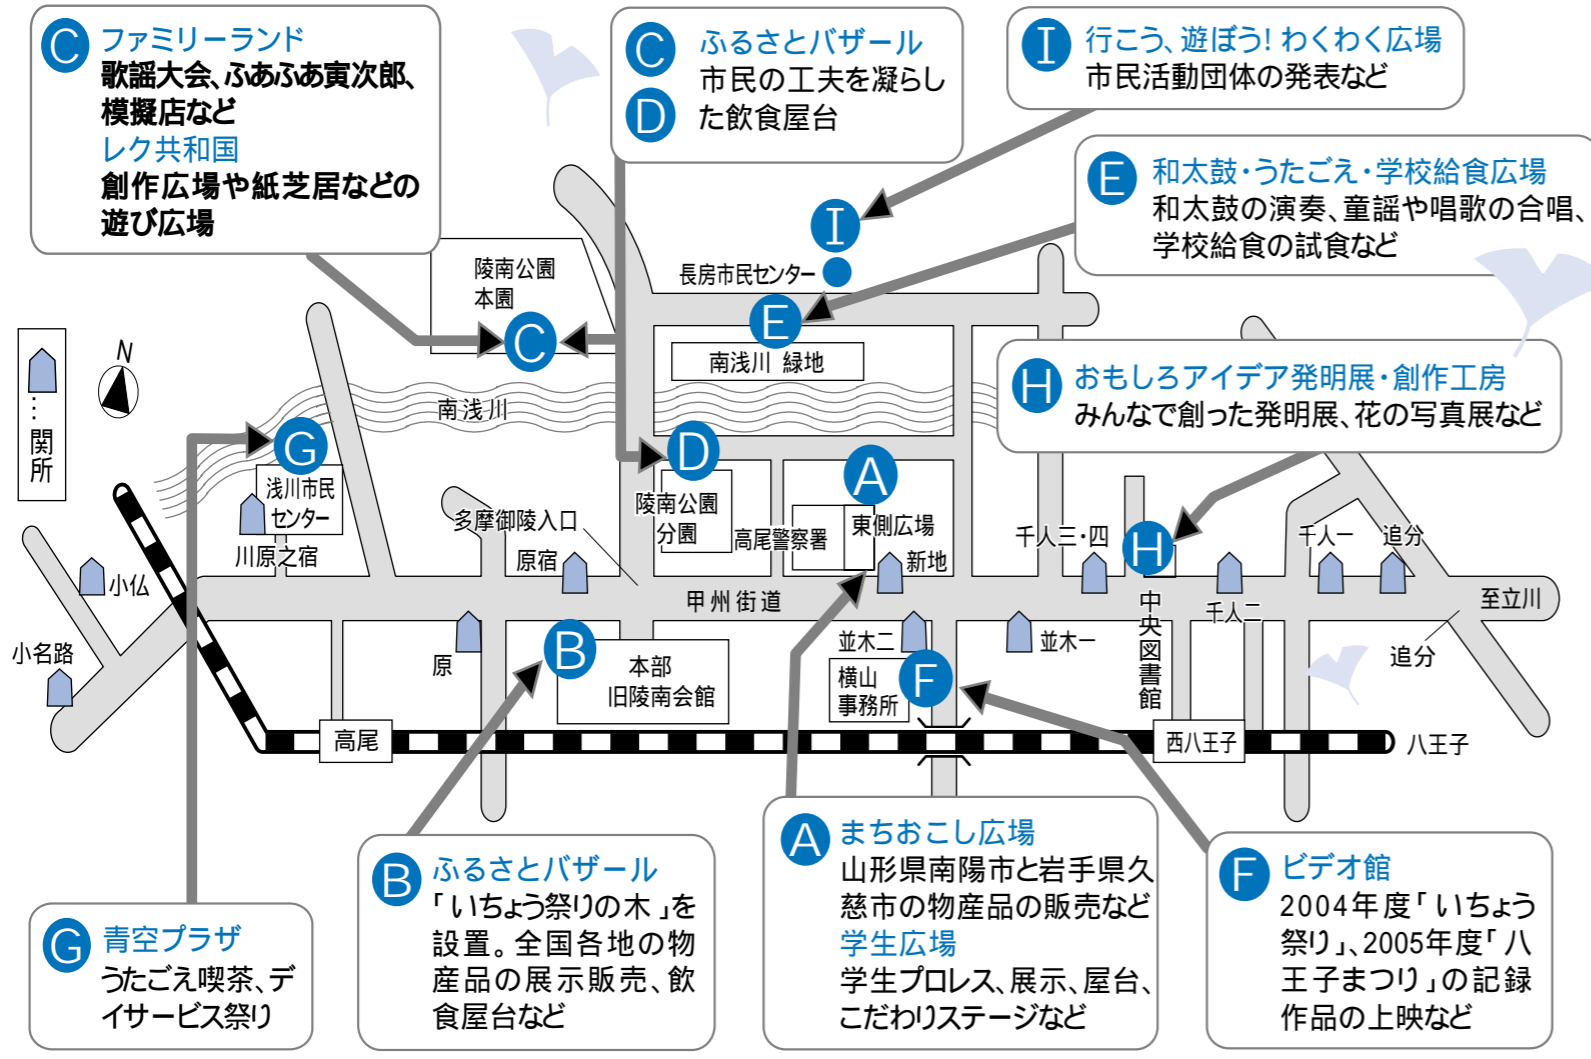 C ファミリーランド
歌謡大会、ふあふあ寅次郎、
模擬店など
レク共和国
創作広場や紙芝居などの
遊び広場
C ふるさとバザール
D 市民の工夫を凝らし
た飲食屋台
I 行こう、遊ぼう! わくわく広場
市民活動団体の発表など
E 和太鼓・うたごえ・学校給食広場
和太鼓の演奏、童謡や唱歌の合唱、
学校給食の試食など
H おもしろアイデア発明展・創作工房
みんなで創った発明展、花の写真展など
…関所
N
陵南公園
本園
C
I
長房市民センター
E
南浅川 緑地
南浅川
G
浅川市民
センター
川原之宿
D
陵南公園
分園
A
東側広場
高尾警察署
多摩御陵入口
原宿
新地
千人三・四
H
千人一
追分
小仏
甲州街道
至立川
小名路
原
B
本部
旧陵南会館
並木二
横山
事務所
F
並木一
中央図書館
千人二
追分
高尾
西八王子
八王子
G 青空プラザ
うたごえ喫茶、デ
イサービス祭り
B ふるさとバザール
「いちょう祭りの木」を
設置。全国各地の物
産品の展示販売、飲
食屋台など
A まちおこし広場
山形県南陽市と岩手県久
慈市の物産品の販売など
学生広場
学生プロレス、展示、屋台、
こだわりステージなど
F ビデオ館
2004年度「いちょう
祭り」、2005年度「八
王子まつり」の記録
作品の上映など